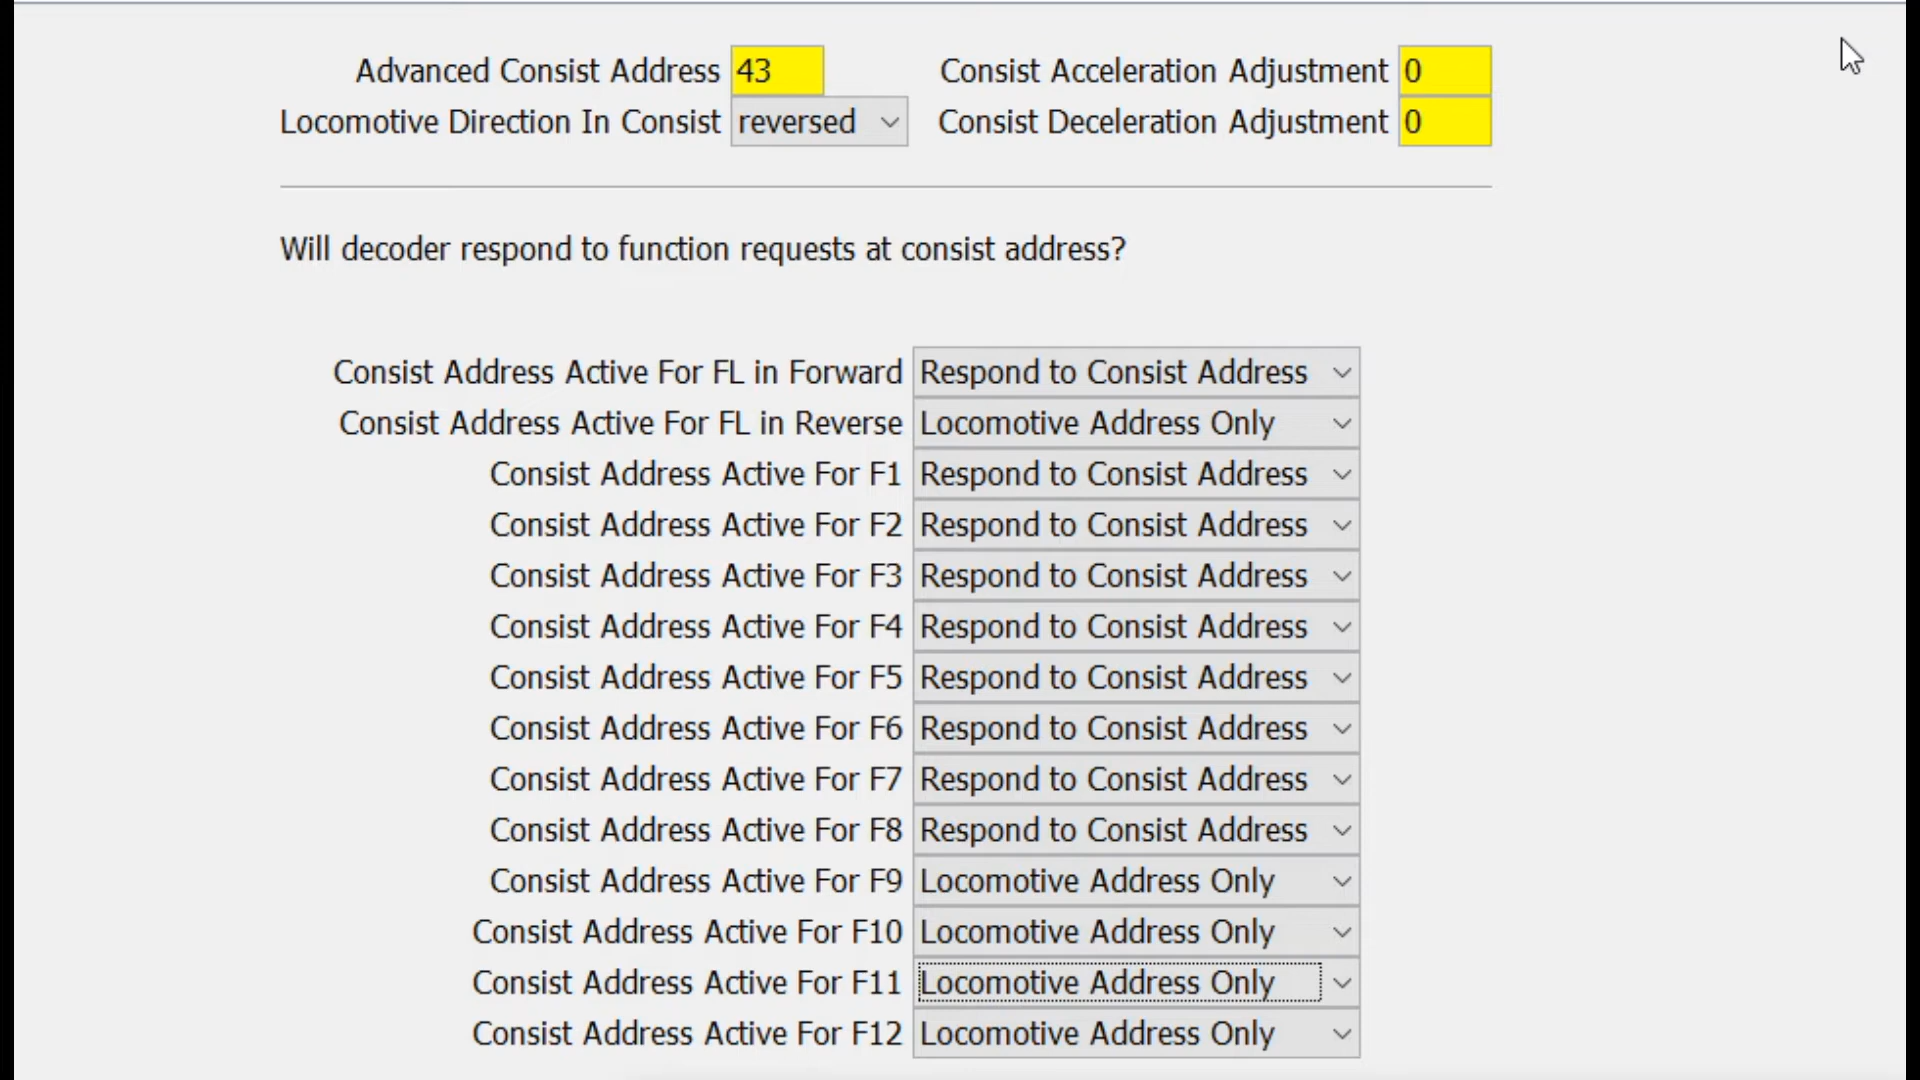 Advanced Consist Address 43 Consist Acceleration Adjustment 0
Locomotive Direction In Consist reversed Consist Deceleration Adjustment 0
Will decoder respond to function requests at consist address?
Consist Address Active For FL in Forward Respond to Consist Address
Consist Address Active For FL in Reverse Locomotive Address Only
Consist Address Active For F1 Respond to Consist Address
Consist Address Active For F2 Respond to Consist Address
Consist Address Active For F3 Respond to Consist Address
Consist Address Active For F4 Respond to Consist Address
Consist Address Active For F5 Respond to Consist Address
Consist Address Active For F6 Respond to Consist Address
Consist Address Active For F7 Respond to Consist Address
Consist Address Active For F8 Respond to Consist Address
Consist Address Active For F9 Locomotive Address Only
Consist Address Active For F10 Locomotive Address Only
Consist Address Active For F11 Locomotive Address Only
Consist Address Active For F12 Locomotive Address Only